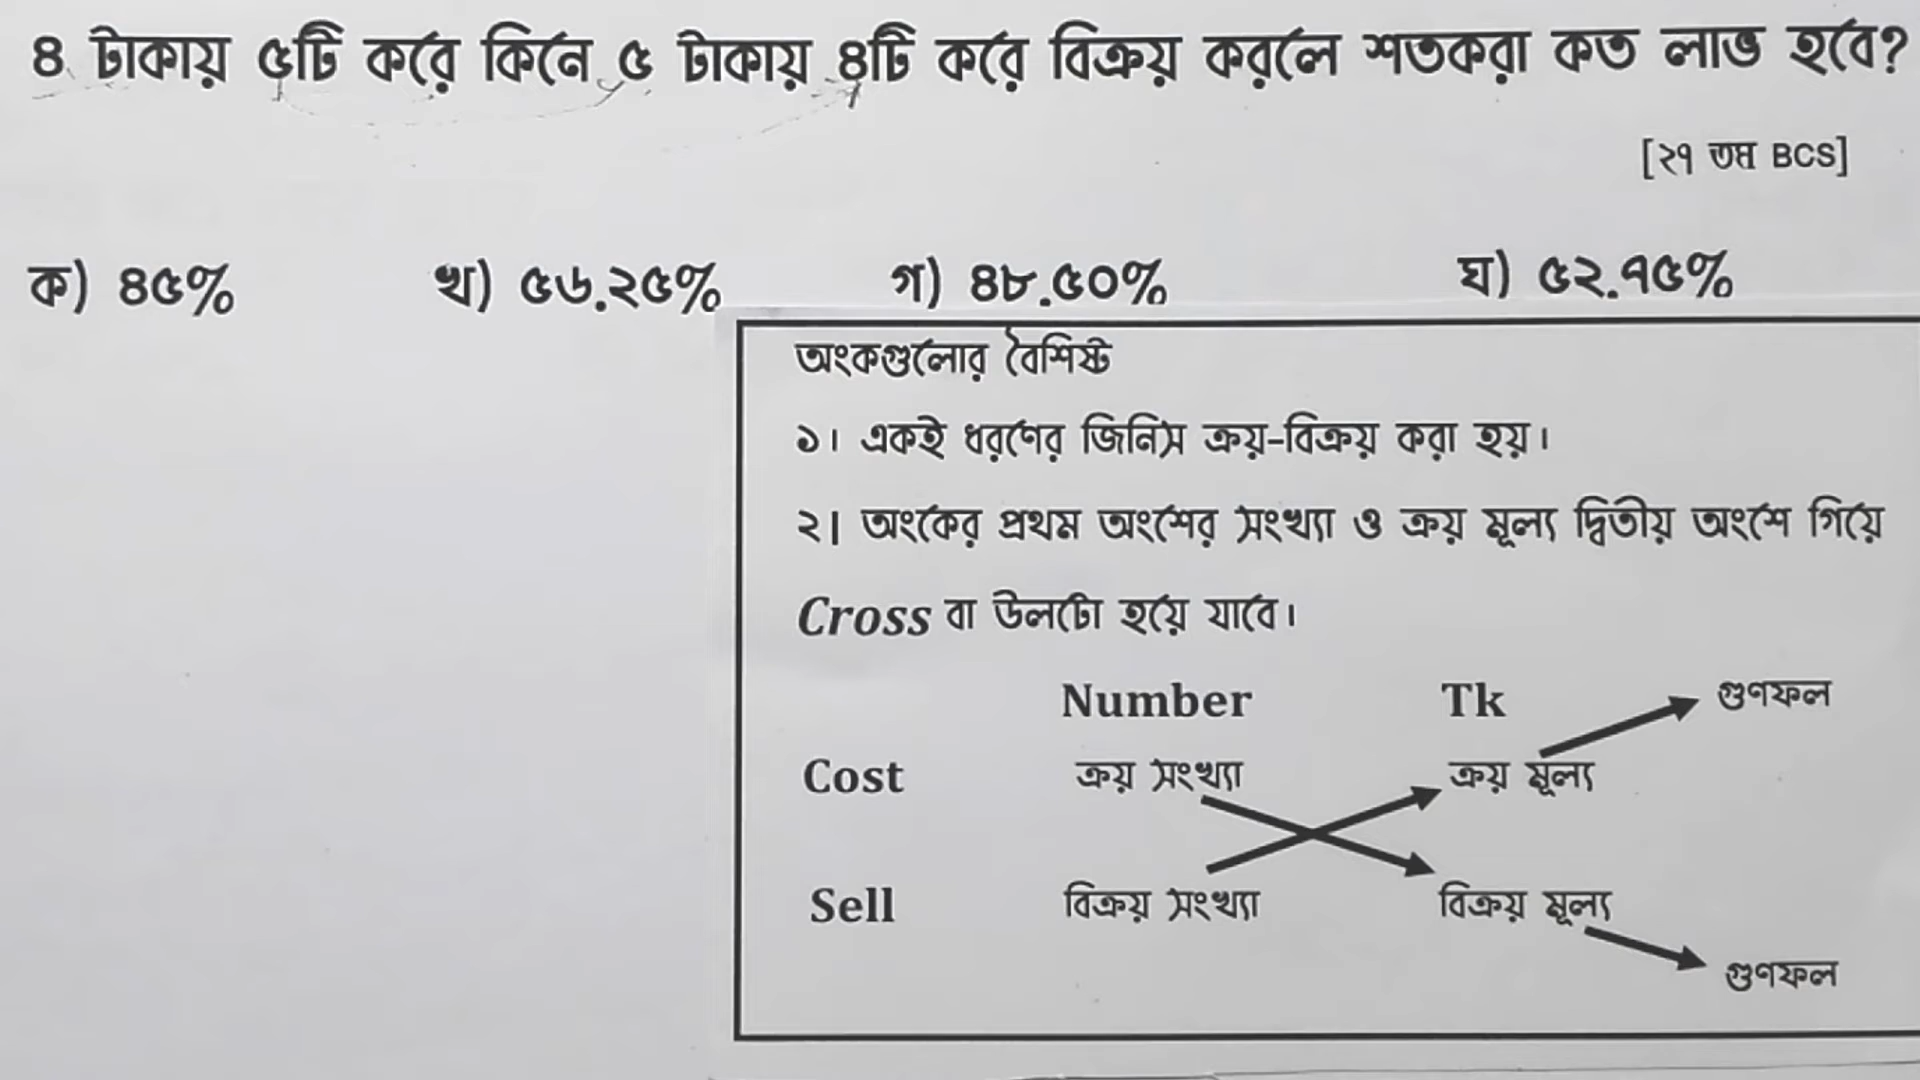 ৪ টাকায় ৫টি করে কিনে ৫ টাকায় ৪টি করে বিক্রয় করলে শতকরা কত লাভ হবে?
[২৭ তম BCS]
ক) ৪৫% খ) ৫৬.২৫% গ) ৪৮.৫০% ঘ) ৫২.৭৫%
অংকগুলোর বৈশিষ্ট
১। একই ধরণের জিনিস ক্রয়-বিক্রয় করা হয়।
২। অংকের প্রথম অংশের সংখ্যা ও ক্রয় মূল্য দ্বিতীয় অংশে গিয়ে
Cross বা উলটো হয়ে যাবে।
Number Tk গুণফল
Cost ক্রয় সংখ্যা ক্রয় মূল্য
Sell বিক্রয় সংখ্যা বিক্রয় মূল্য
গুণফল